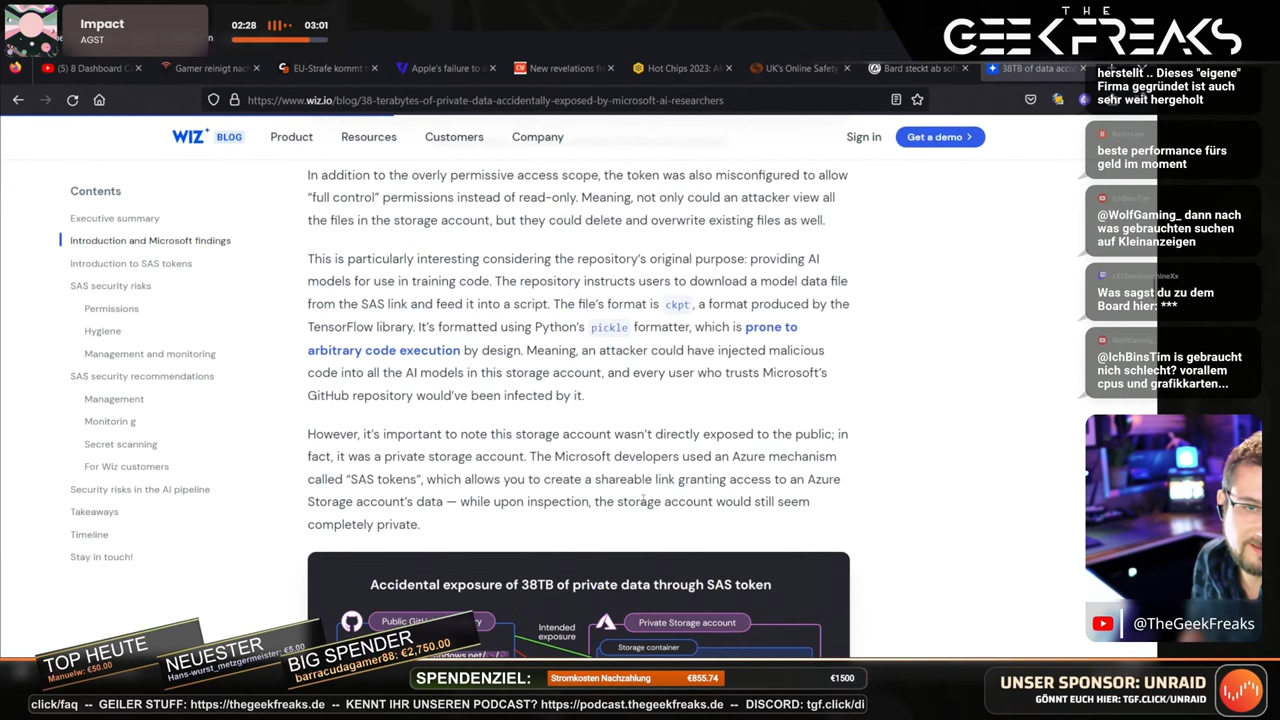 Impact
AGST
02:28
03:01
THE
GEEKFREAKS
(5) 8 Dashboard C
Gamer reinigt nac
EU-Strafe kommt
Apple's failure to c
New revelations fr
Hot Chips 2023: A
UK's Online Safety
Bard steckt ab sof
38TB of data acci
https://www.wiz.io/blog/38-terabytes-of-private-data-accidentally-exposed-by-microsoft-ai-researchers
WIZ BLOG Product Resources Customers Company Sign in Get a demo
Contents
Executive summary
Introduction and Microsoft findings
Introduction to SAS tokens
SAS security risks
Permissions
Hygiene
Management and monitoring
SAS security recommendations
Management
Monitorin g
Secret scanning
For Wiz customers
Security risks in the AI pipeline
Takeaways
Timeline
Stay in touch!
In addition to the overly permissive access scope, the token was also misconfigured to allow
“full control” permissions instead of read-only. Meaning, not only could an attacker view all
the files in the storage account, but they could delete and overwrite existing files as well.
This is particularly interesting considering the repository’s original purpose: providing AI
models for use in training code. The repository instructs users to download a model data file
from the SAS link and feed it into a script. The file’s format is ckpt, a format produced by the
TensorFlow library. It’s formatted using Python’s pickle formatter, which is prone to
arbitrary code execution by design. Meaning, an attacker could have injected malicious
code into all the AI models in this storage account, and every user who trusts Microsoft’s
GitHub repository would’ve been infected by it.
However, it’s important to note this storage account wasn’t directly exposed to the public; in
fact, it was a private storage account. The Microsoft developers used an Azure mechanism
called “SAS tokens”, which allows you to create a shareable link granting access to an Azure
Storage account’s data — while upon inspection, the storage account would still seem
completely private.
Accidental exposure of 38TB of private data through SAS token
Public
Intended
exposure
Private Storage account
Storage container
herstellt .. Dieses "eigene"
Firma gegründet ist auch
sehr weit hergeholt
beste performance fürs
geld im moment
IchBinsTim
@WolfGaming_ dann nach
was gebrauchten suchen
auf Kleinanzeigen
Was sagst du zu dem
Board hier: ***
WolfGaming_
@IchBinsTim is gebraucht
nich schlecht? vorallem
cpus und grafikkarten...
@TheGeekFreaks
TOP HEUTE
Manuelw: €50.00
NEUESTER
Hans-wurst_metzgermeister: €5.00
BIG SPENDER
barracudagamer88: €2,750.00
SPENDENZIEL:
Stromkosten Nachzahlung €855.74
€1500
UNSER SPONSOR: UNRAID
GÖNNT EUCH HIER: TGF.CLICK/UNRAID
click/faq -- GEILER STUFF: https://thegeekfreaks.de -- KENNT IHR UNSEREN PODCAST? https://podcast.thegeekfreaks.de -- DISCORD: tgf.click/di